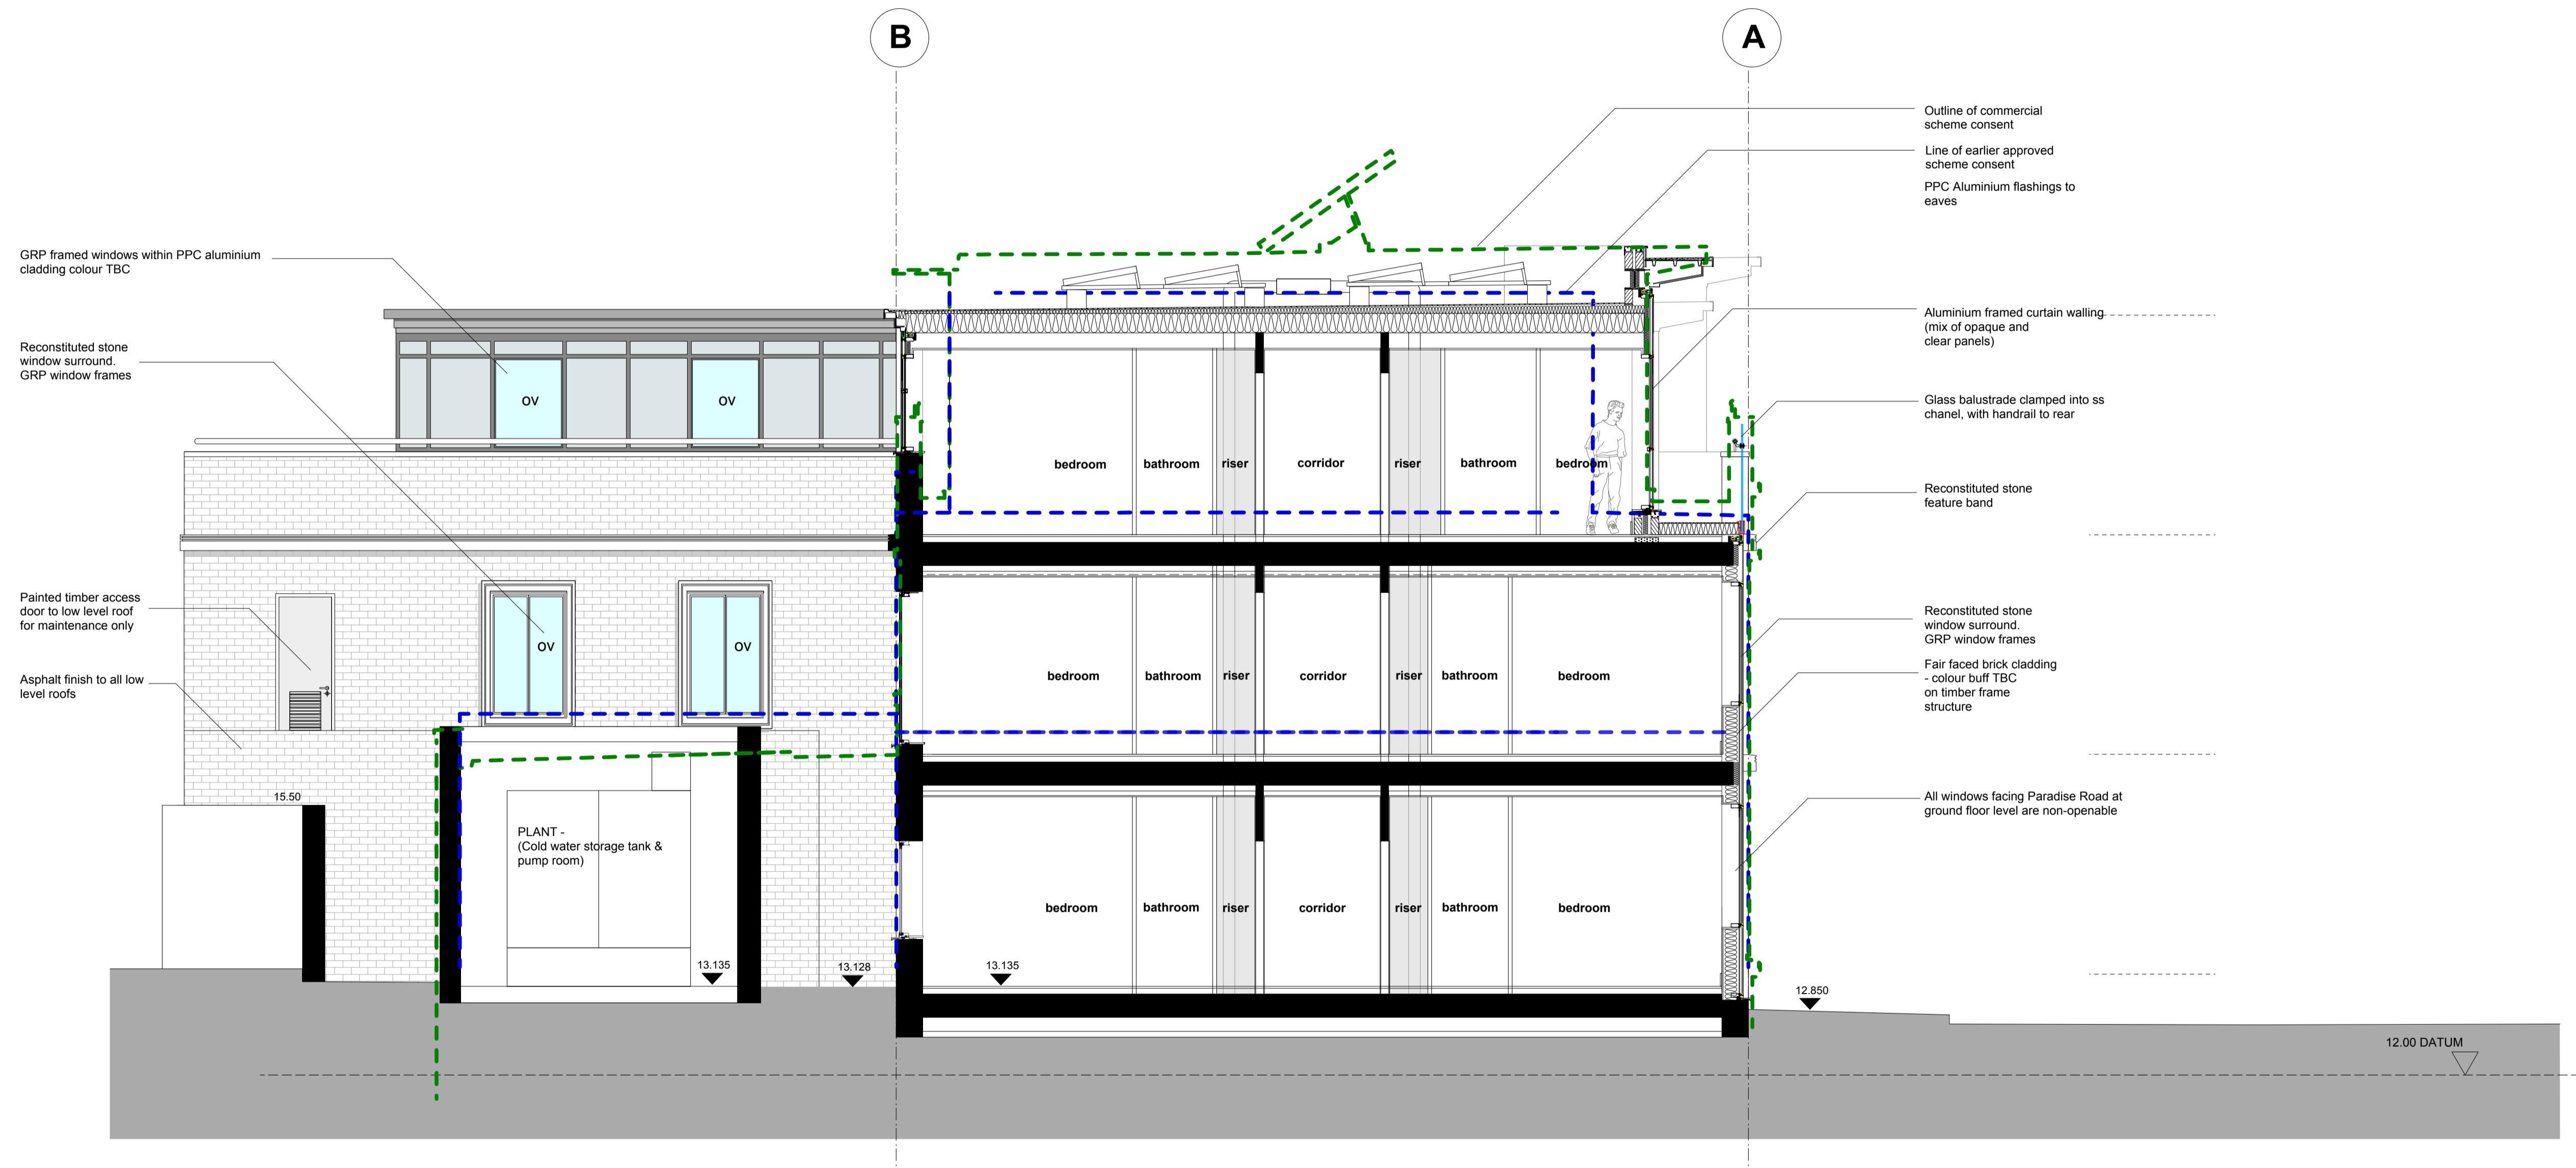 B
A
Outline of commercial
scheme consent
Line of earlier approved
scheme consent
PPC Aluminium flashings to
eaves
GRP framed windows within PPC aluminium
cladding colour TBC
Aluminium framed curtain walling
(mix of opaque and
clear panels)
Reconstituted stone
window surround.
GRP window frames
OV
OV
Glass balustrade clamped into ss
chanel, with handrail to rear
bedroom
bathroom
riser
corridor
riser
bathroom
bedroom
Reconstituted stone
feature band
Painted timber access
door to low level roof
for maintenance only
Reconstituted stone
window surround.
GRP window frames
OV
OV
Asphalt finish to all low
level roofs
bedroom
bathroom
riser
corridor
riser
bathroom
bedroom
Fair faced brick cladding
- colour buff TBC
on timber frame
structure
15.50
All windows facing Paradise Road at
ground floor level are non-openable
PLANT -
(Cold water storage tank &
pump room)
bedroom
bathroom
riser
corridor
riser
bathroom
bedroom
13.135
13.128
13.135
12.850
12.00 DATUM